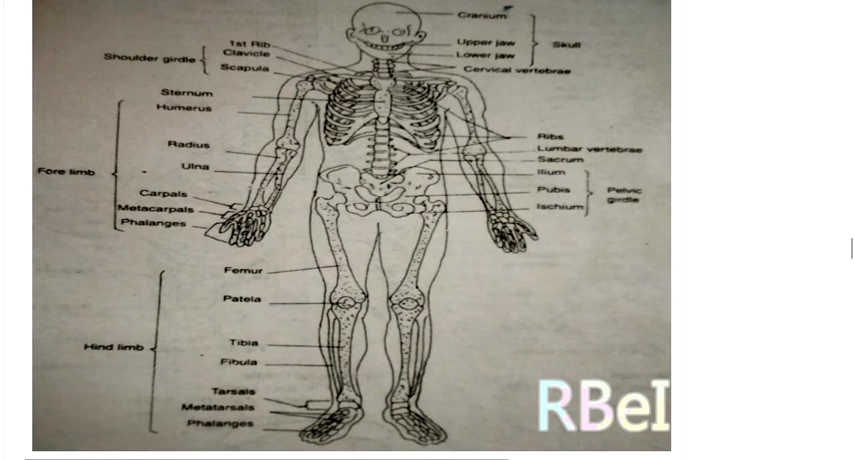 Cranium
Upper jaw
Lower jaw
Skull
Cervical vertebrae
1st Rib
Clavicle
Scapula
Shoulder girdle
Sternum
Humerus
Radius
Ulna
Carpals
Metacarpals
Phalanges
Fore limb
Ribs
Lumbar vertebrae
Sacrum
Ilium
Pubis
Ischium
Pelvic
girdle
Femur
Patela
Tibia
Fibula
Tarsals
Metatarsals
Phalanges
Hind limb
RBeI